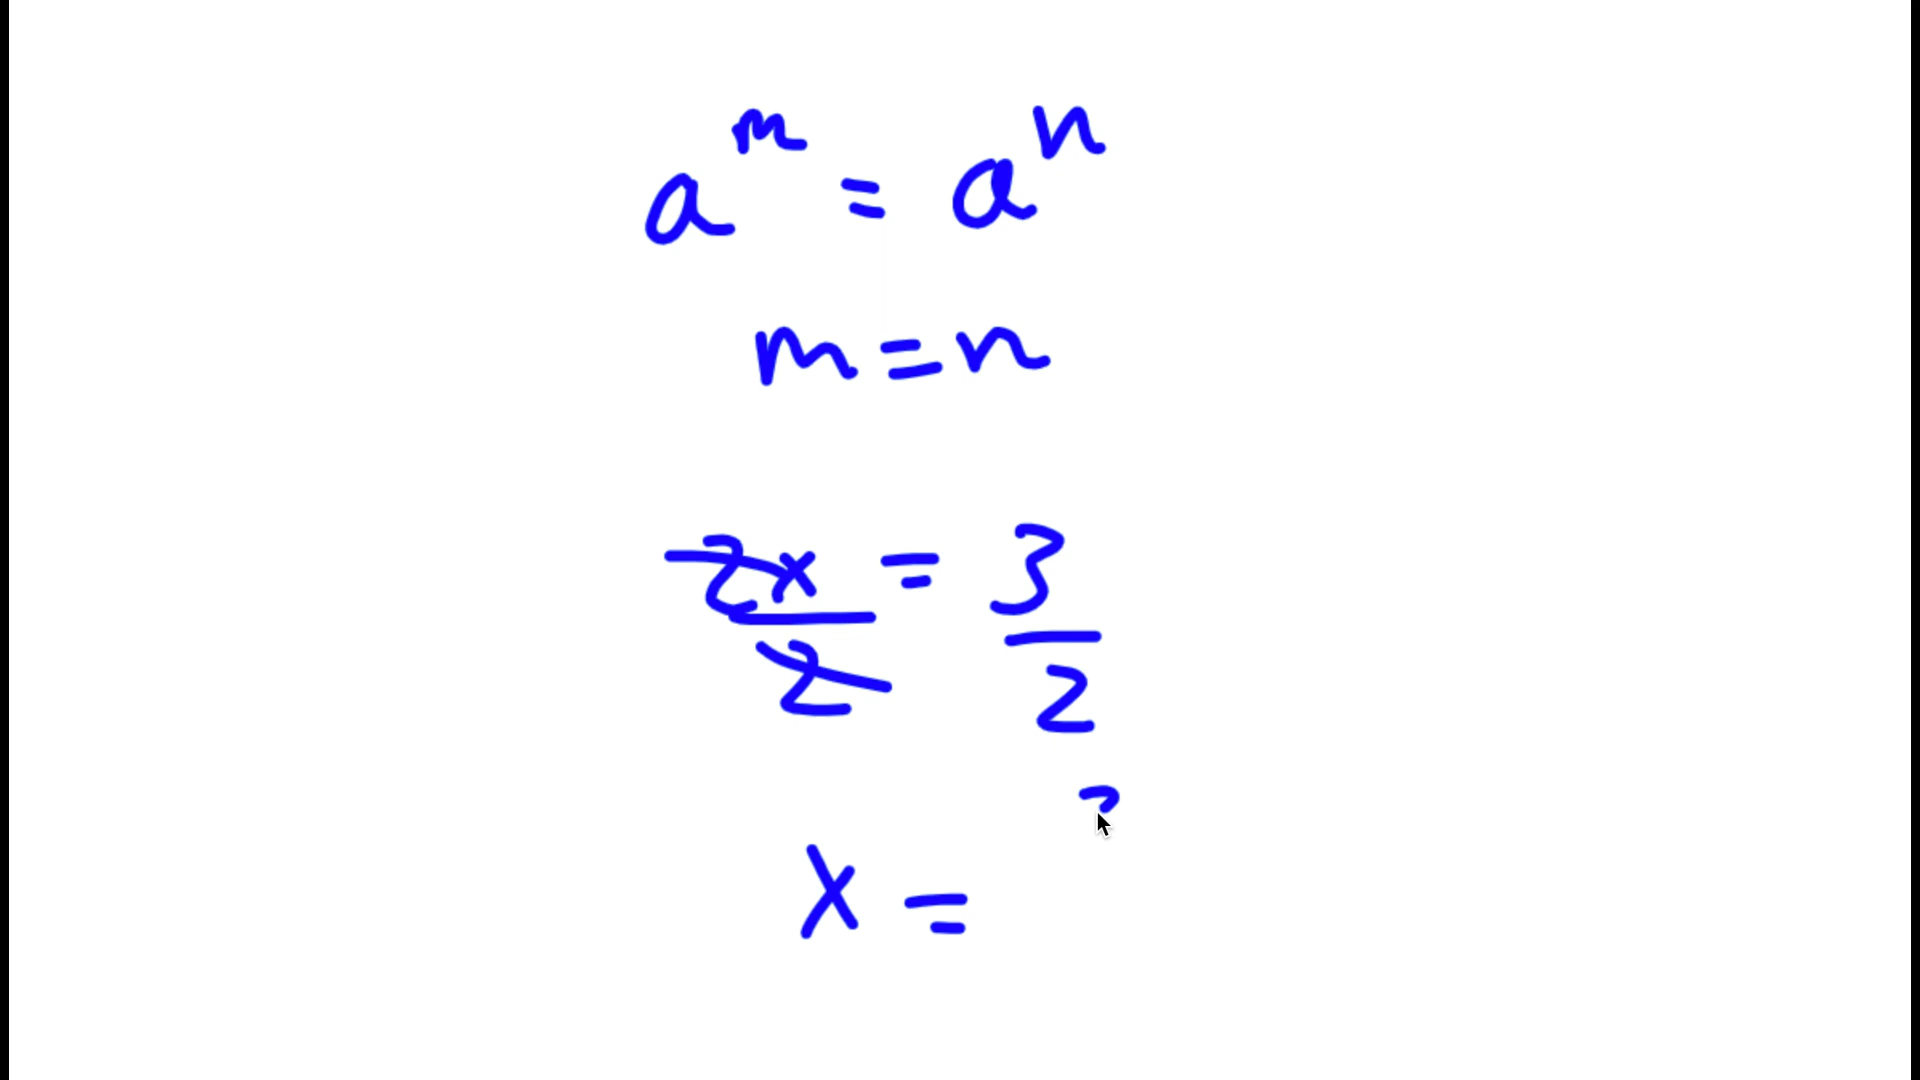 a^m = a^n
m = n
2x/2 = 3/2
x =